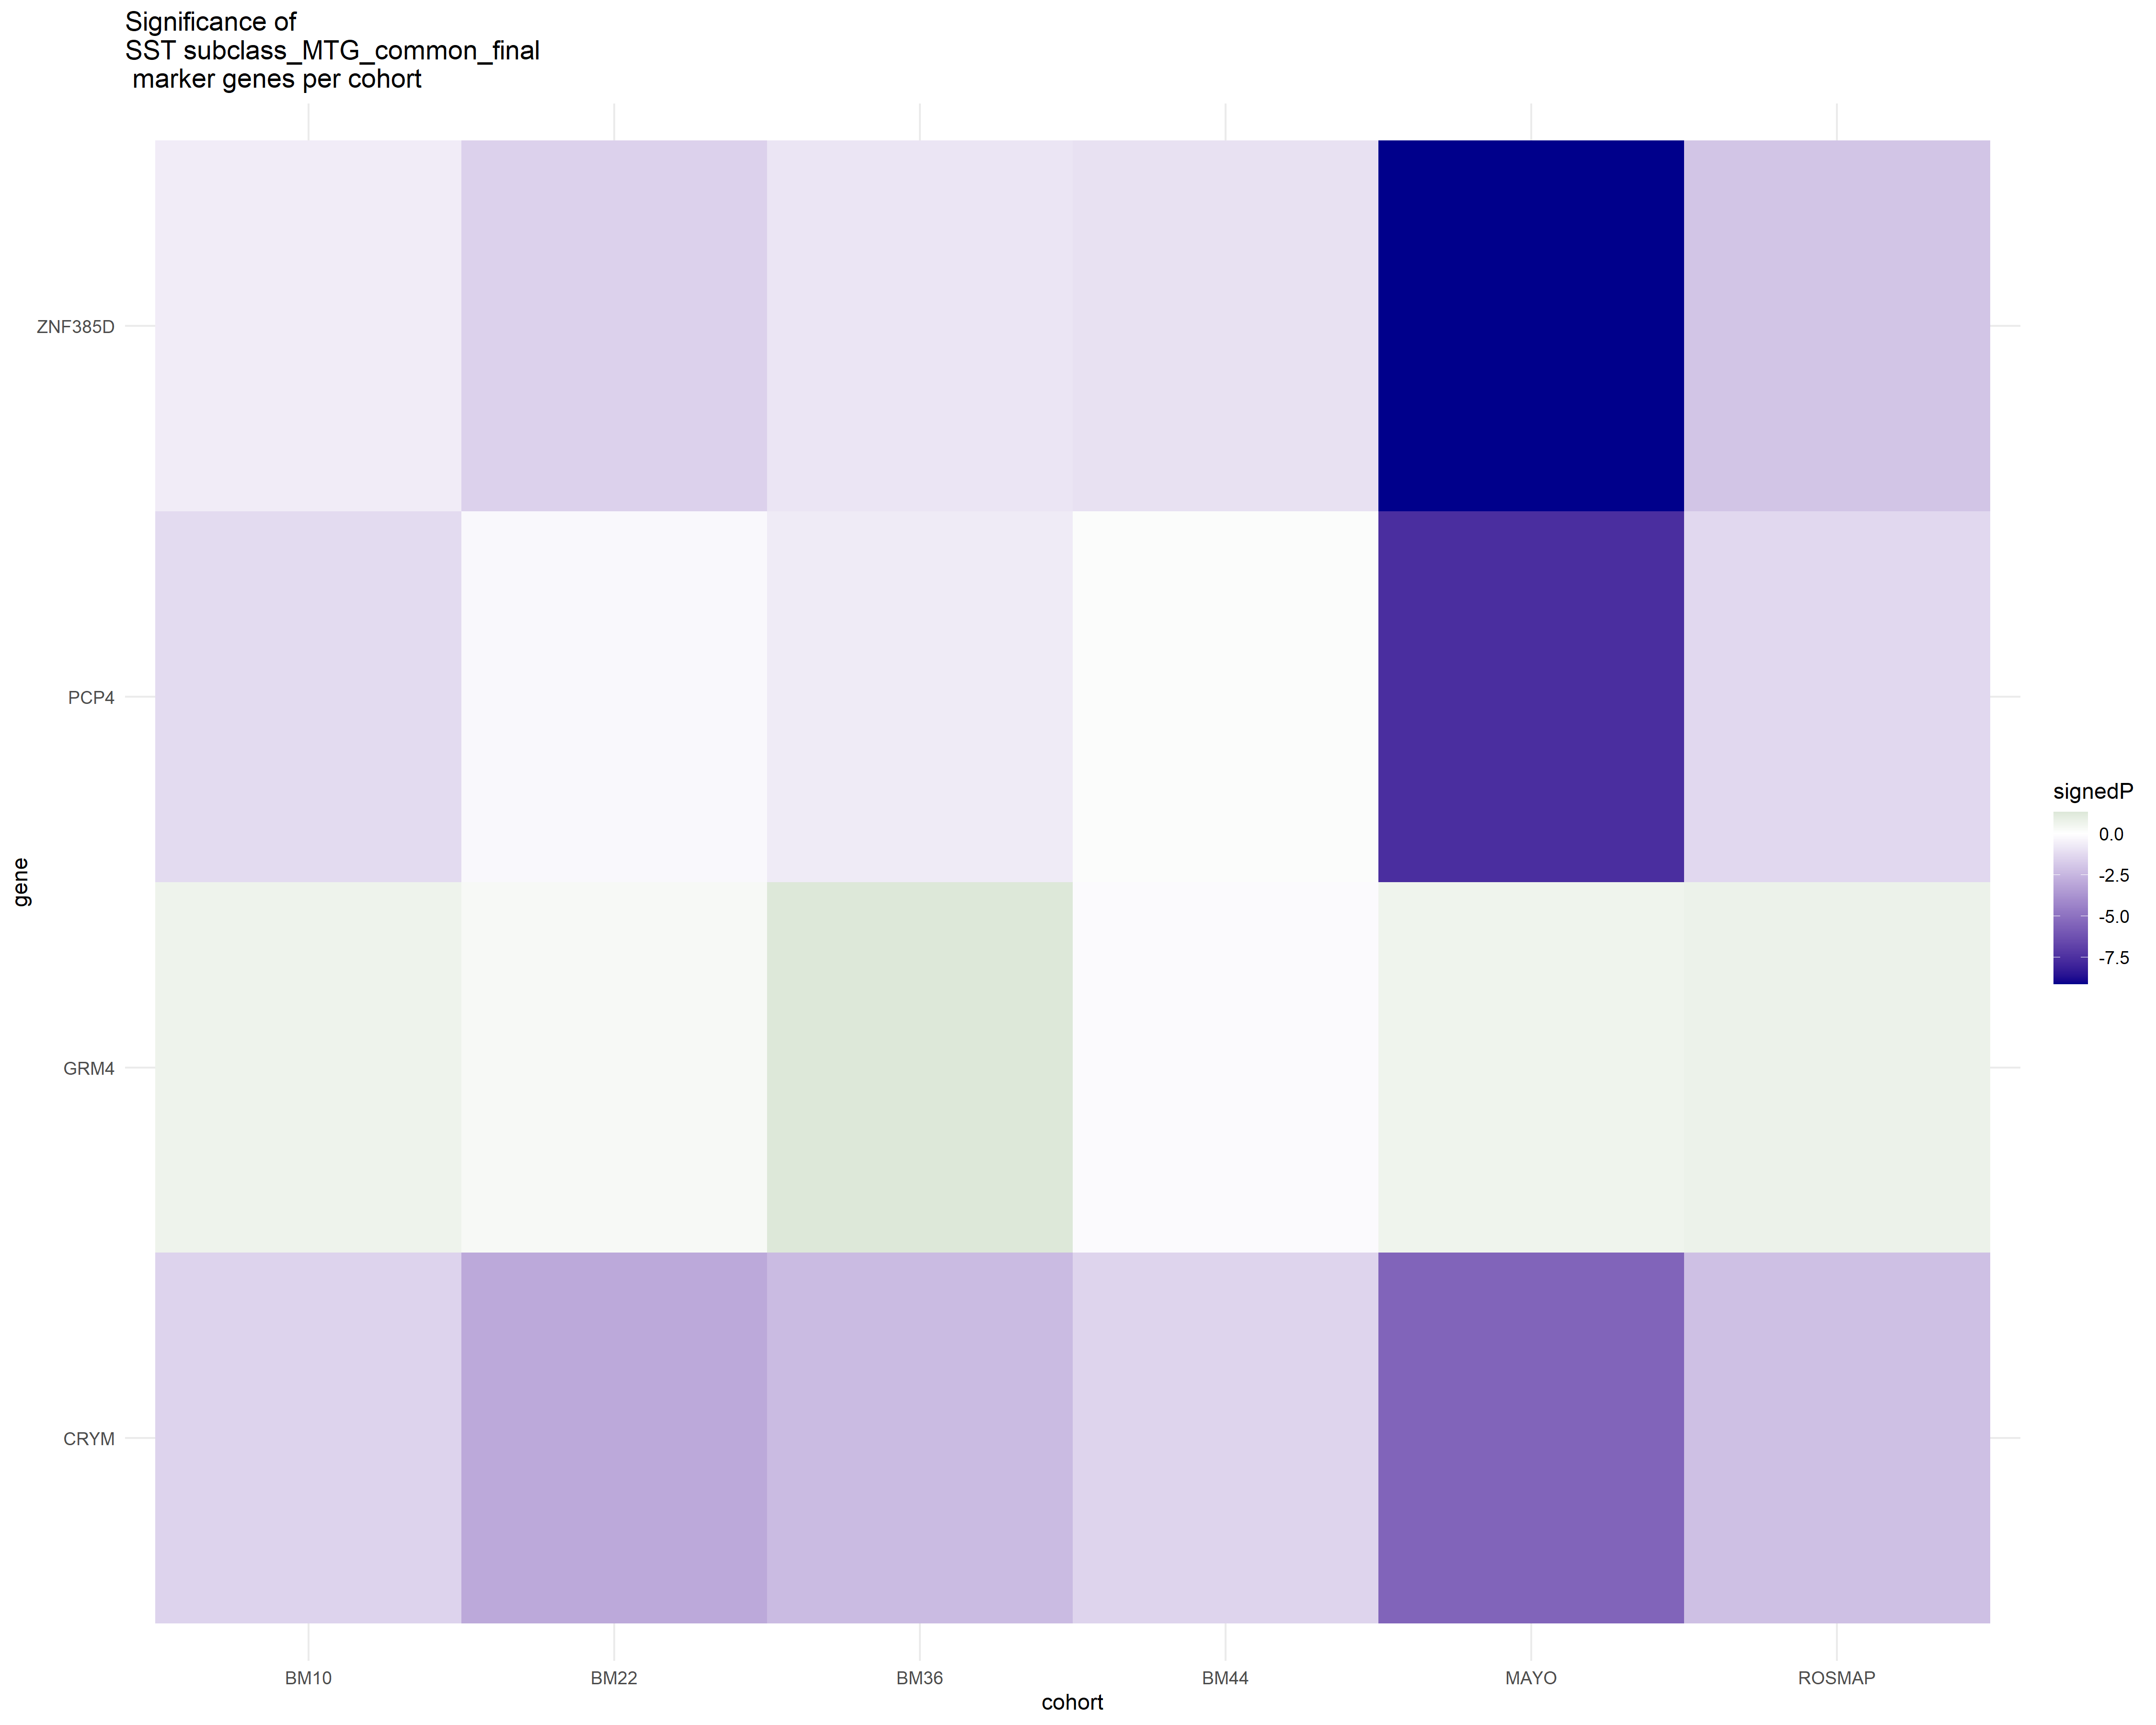 Significance of
SST subclass_MTG_common_final
marker genes per cohort
ZNF385D
PCP4
GRM4
CRYM
gene
BM10
BM22
BM36
BM44
MAYO
ROSMAP
cohort
signedP
0.0
-2.5
-5.0
-7.5